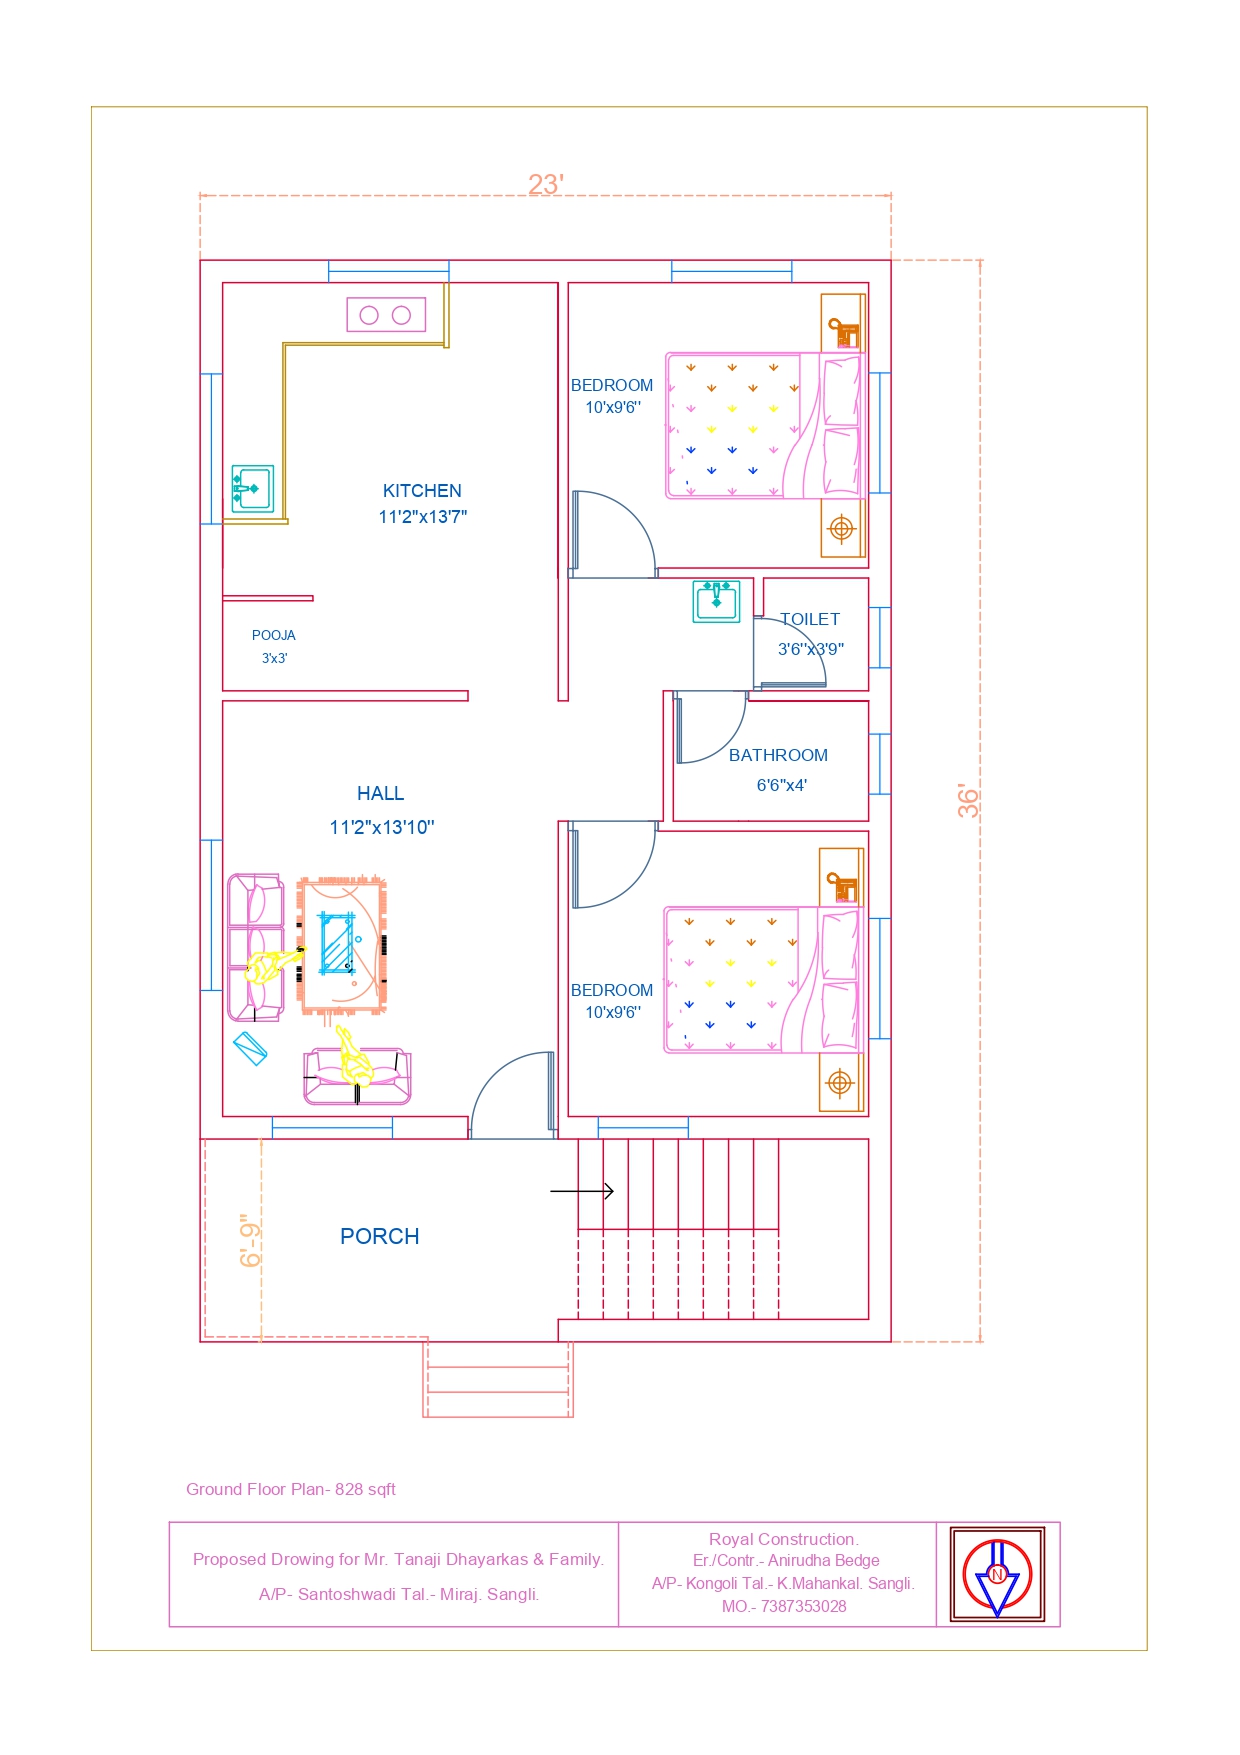 23'
BEDROOM
10'x9'6''
KITCHEN
11'2"x13'7"
TOILET
3'6''x3'9"
POOJA
3'x3'
BATHROOM
6'6"x4'
36'
HALL
11'2"x13'10"
BEDROOM
10'x9'6''
6'-9"
PORCH
Ground Floor Plan- 828 sqft
Proposed Drowing for Mr. Tanaji Dhayarkas & Family.
A/P- Santoshwadi Tal.- Miraj. Sangli.
Royal Construction.
Er./Contr.- Anirudha Bedge
A/P- Kongoli Tal.- K.Mahankal. Sangli.
MO.- 7387353028
N